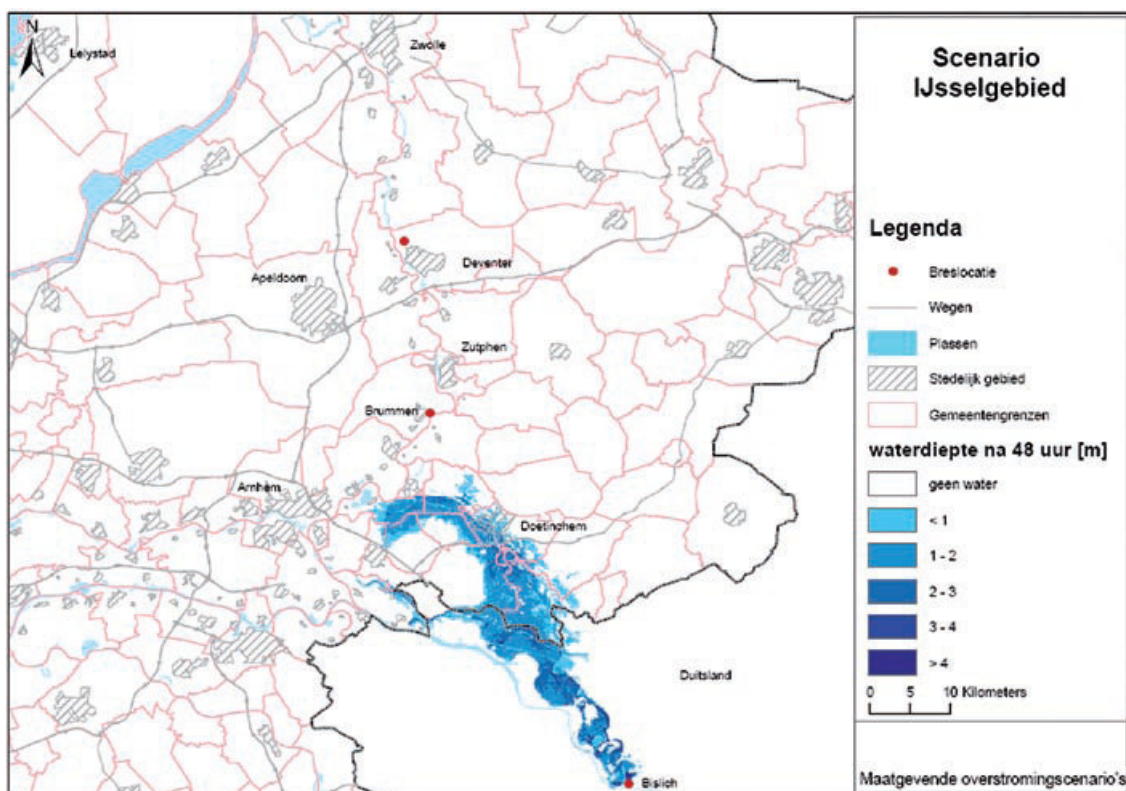 N
Lelystad
Zwolle
Deventer
Apeldoorn
Zutphen
Brummen
Arnhem
Doetinchem
Duitsland
Bislich
Scenario
IJsselgebied
Legenda
Breslocatie
Wegen
Plassen
Stedelijk gebied
Gemeentengrenzen
waterdiepte na 48 uur [m]
geen water
< 1
1 - 2
2 - 3
3 - 4
> 4
0 5 10 Kilometers
Maatgevende overstromingscenario's